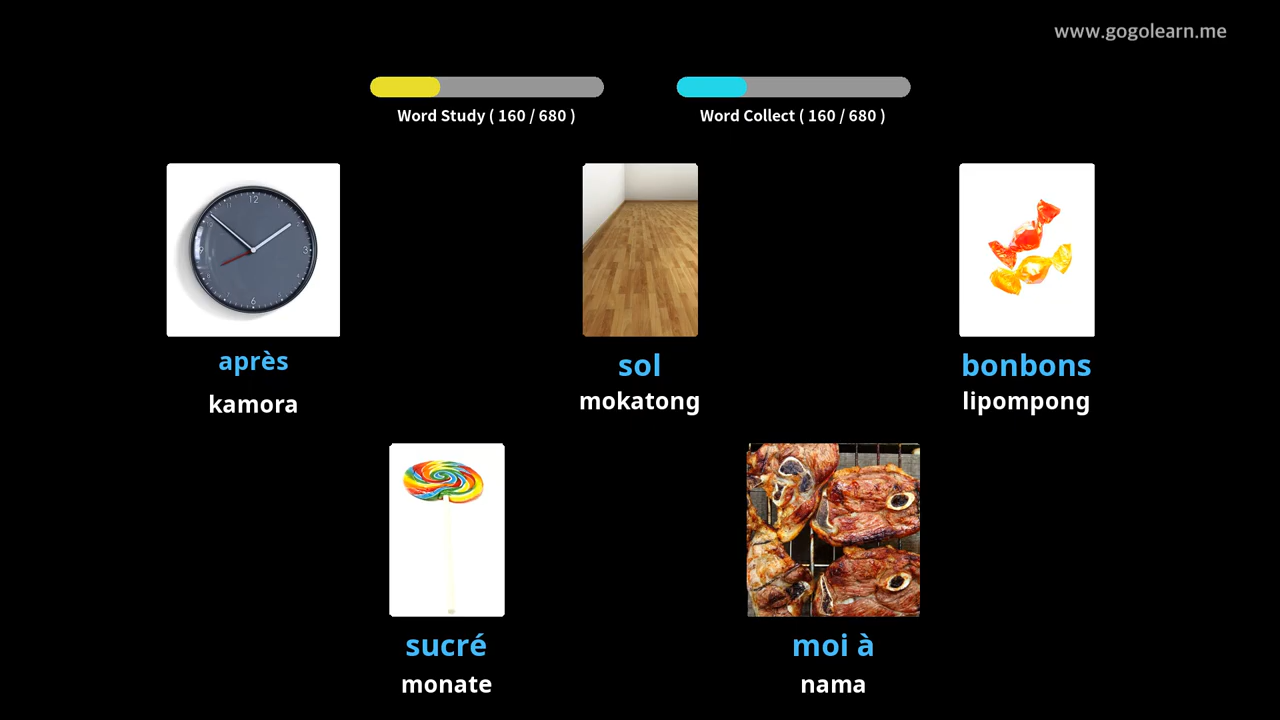 www.gogolearn.me
Word Study ( 160 / 680 )
Word Collect ( 160 / 680 )
après
kamora
sol
mokatong
bonbons
lipompong
sucré
monate
moi à
nama